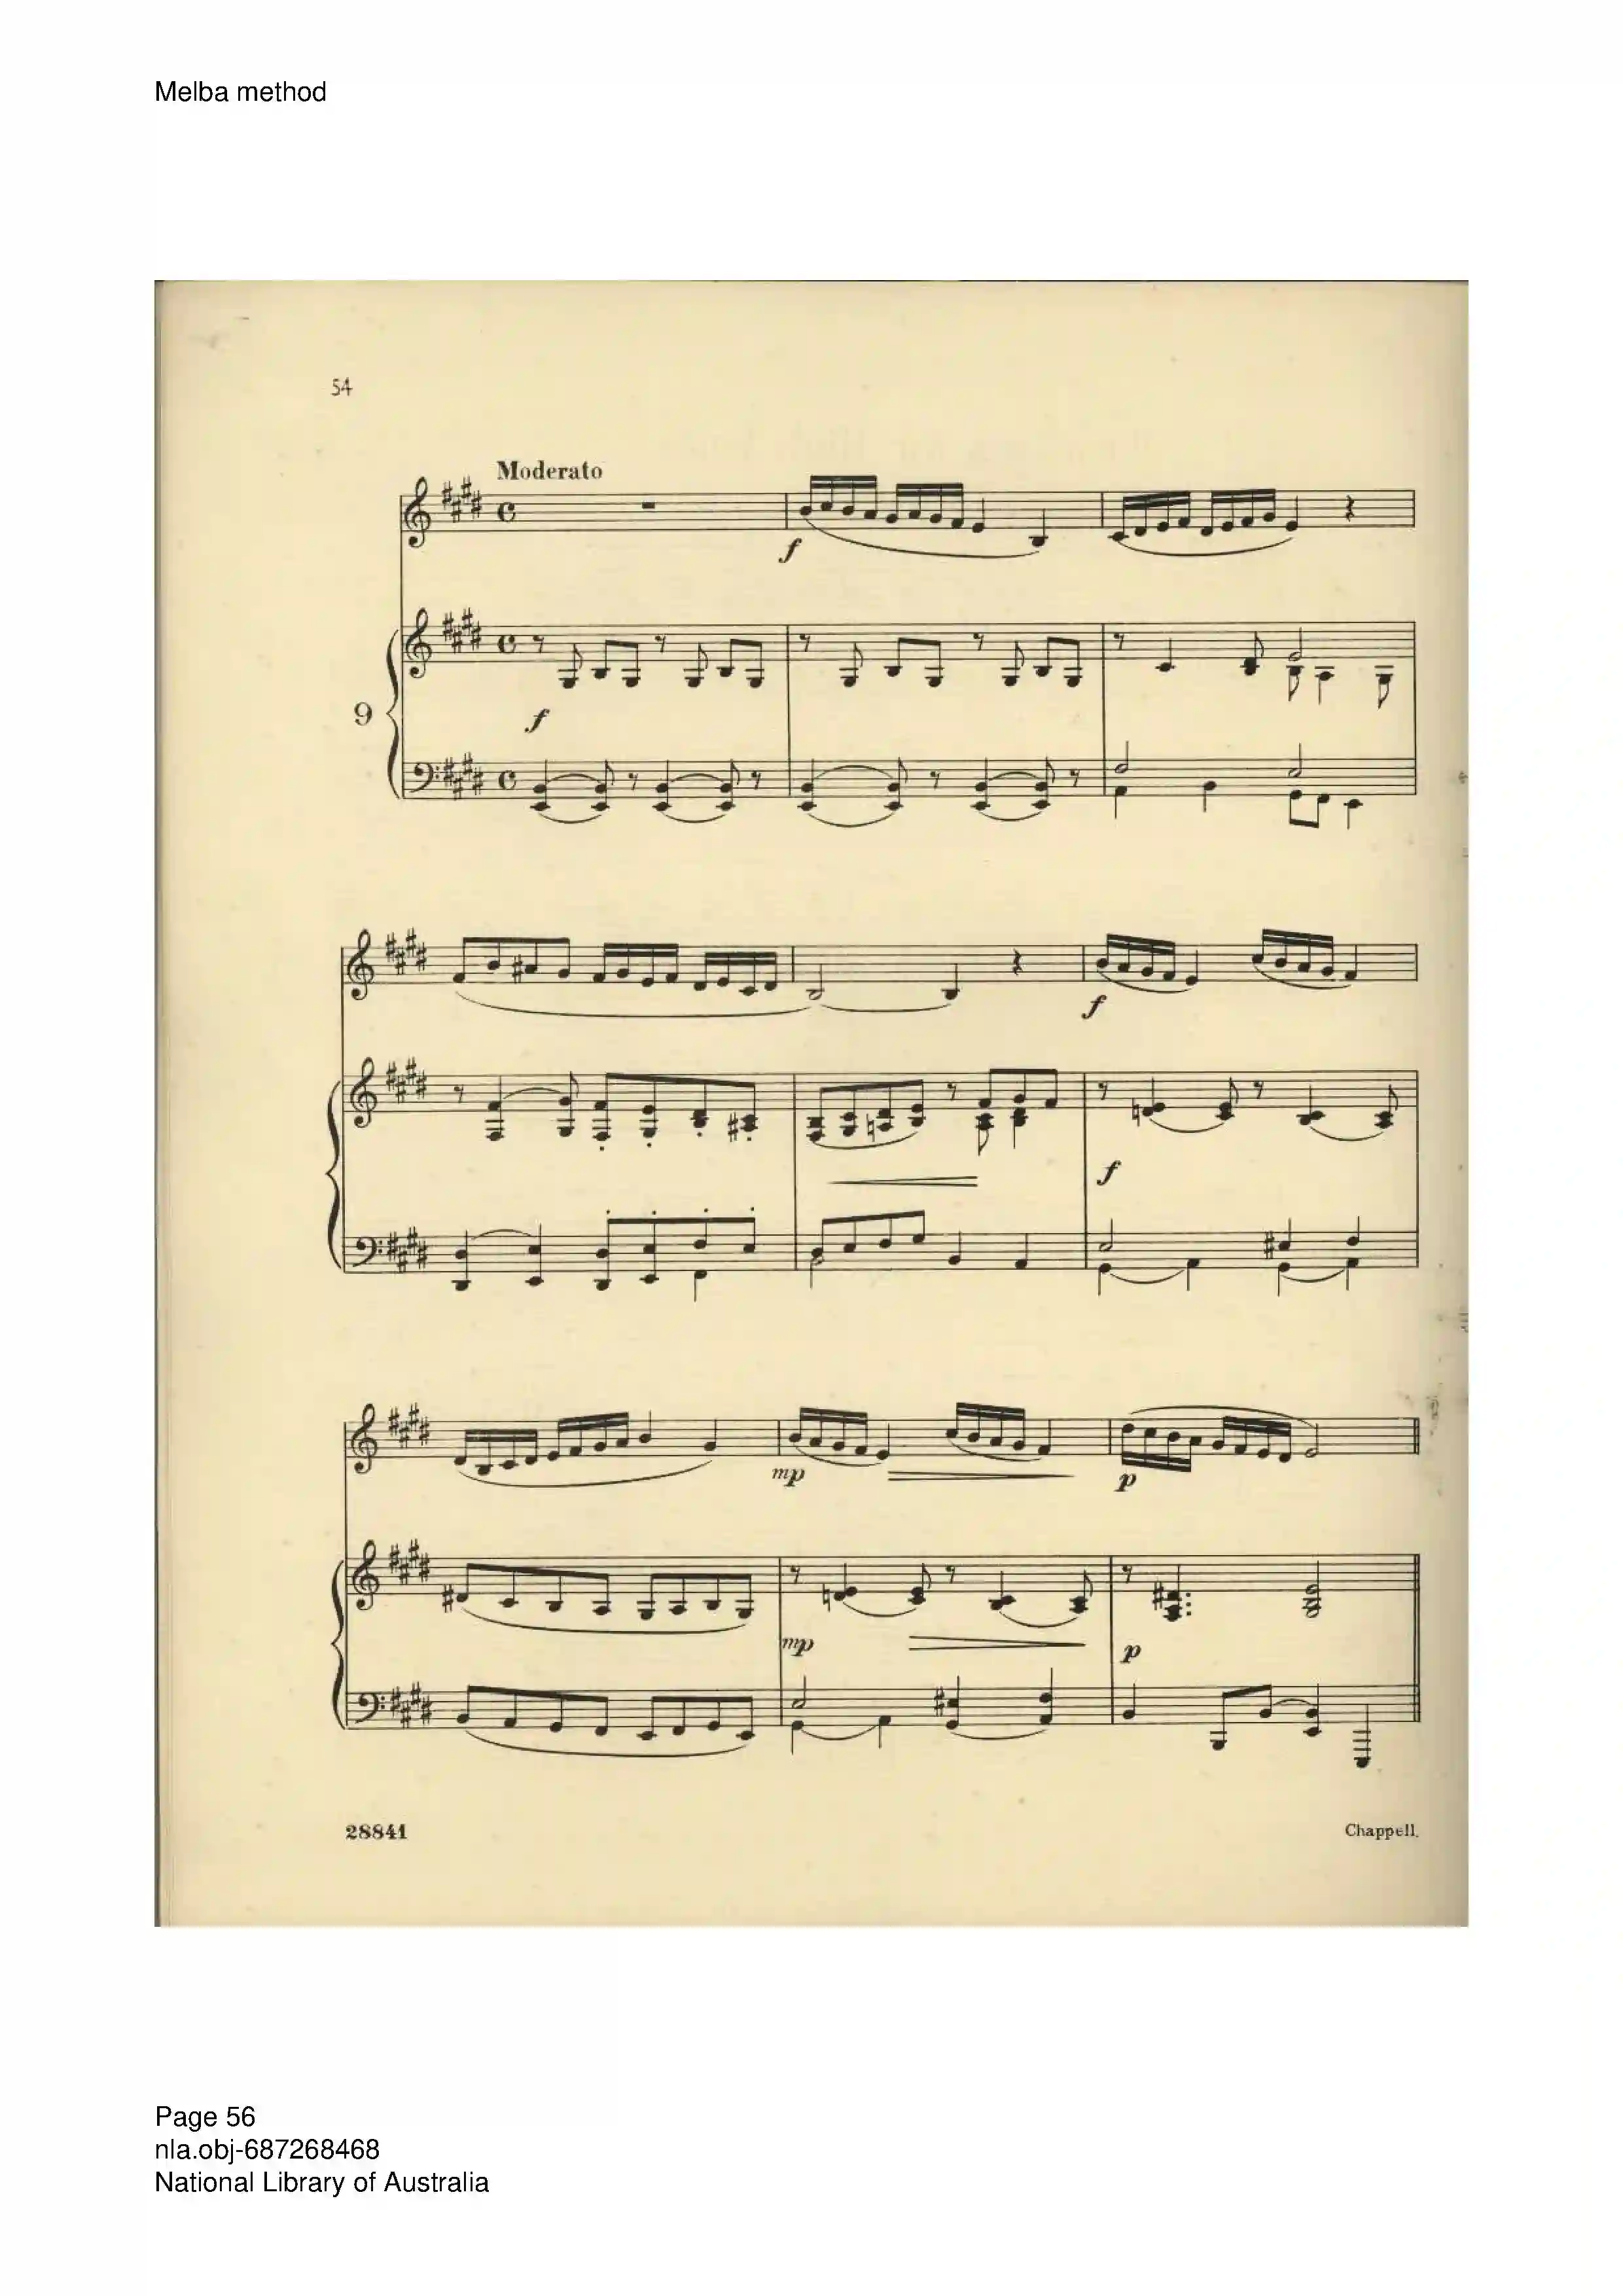 Melba method
54
Moderato
f
9
f
f
f
mp
p
mp
p
28841
Chappell.
Page 56
nla.obj-687268468
National Library of Australia